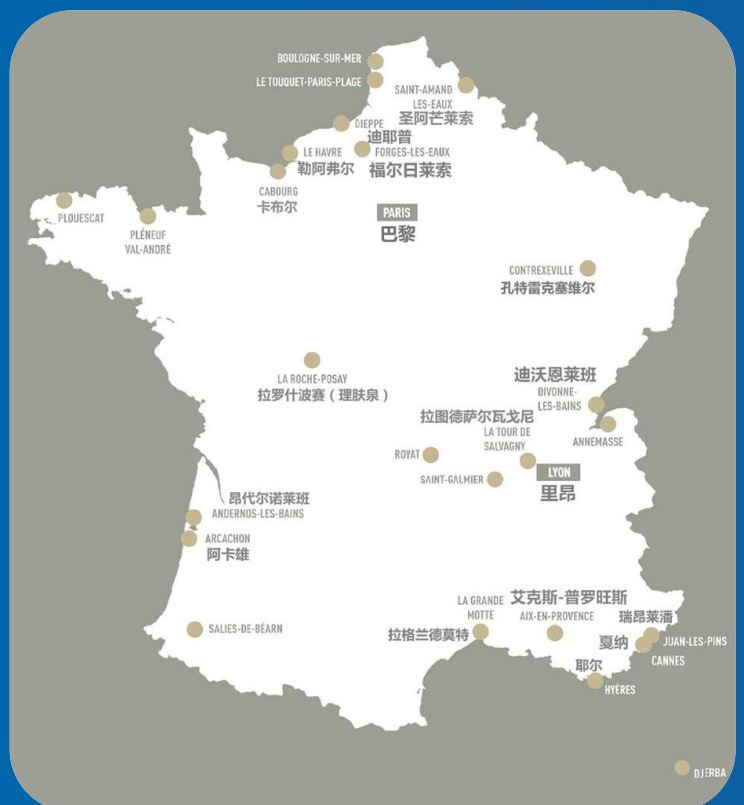 BOULOGNE-SUR-MER
LE TOUQUET-PARIS-PLAGE
SAINT-AMAND
LES-EAUX
圣阿芒莱索
DIEPPE
迪耶普
LE HAVRE
勒阿弗尔
FORGES-LES-EAUX
福尔日莱索
CABOURG
卡布尔
PARIS
巴黎
PLOUESCAT
PLÉNEUF
VAL-ANDRÉ
CONTREXEVILLE
孔特雷克塞维尔
LA ROCHE-POSAY
拉罗什波赛（理肤泉）
迪沃恩莱班
DIVONNE-
LES-BAINS
ANNEMASSE
拉图德萨尔瓦戈尼
LA TOUR DE
SALVAGNY
ROYAT
SAINT-GALMIER
LYON
里昂
昂代尔诺莱班
ANDERNOS-LES-BAINS
ARCACHON
阿卡雄
SALIES-DE-BÉARN
LA GRANDE
MOTTE
拉格兰德莫特
艾克斯-普罗旺斯
AIX-EN-PROVENCE
瑞昂莱潘
JUAN-LES-PINS
戛纳
CANNES
耶尔
HYÈRES
DJERBA